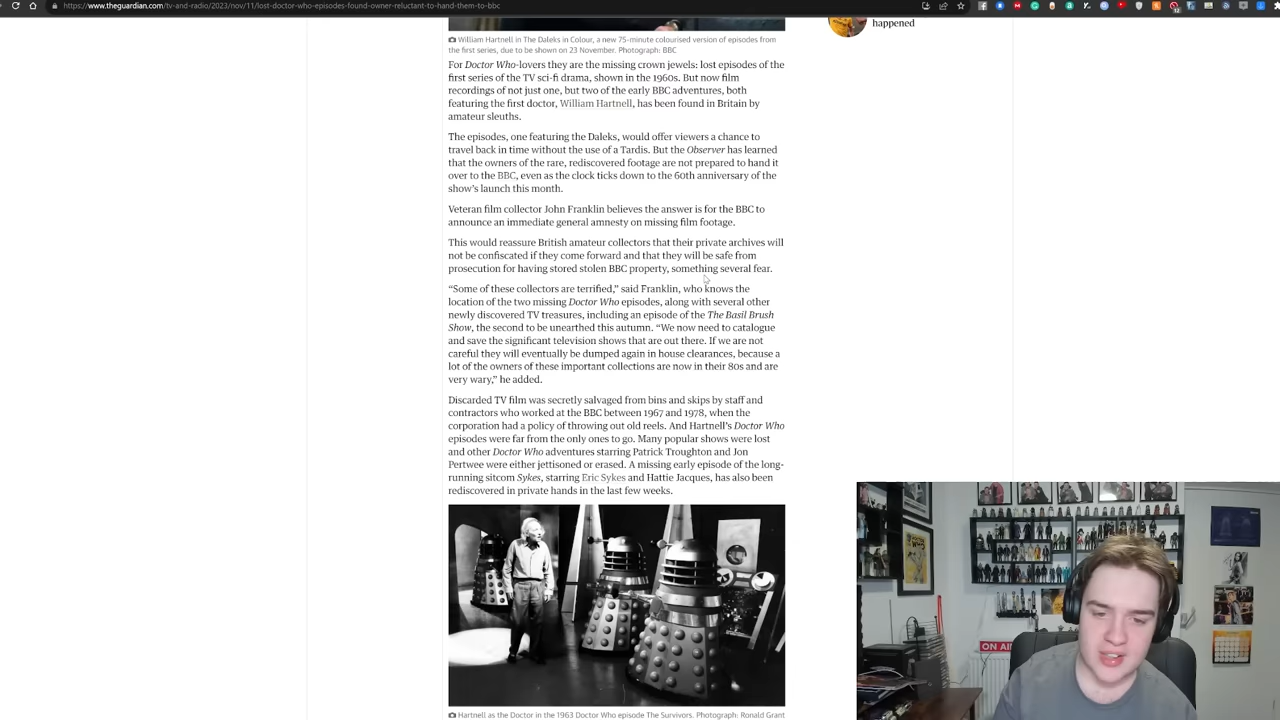 https://www.theguardian.com/tv-and-radio/2023/nov/11/lost-doctor-who-episodes-found-owner-reluctant-to-hand-them-to-bbc
happened
William Hartnell in The Daleks in Colour, a new 75-minute colourised version of episodes from
the first series, due to be shown on 23 November. Photograph: BBC
For Doctor Who-lovers they are the missing crown jewels: lost episodes of the
first series of the TV sci-fi drama, shown in the 1960s. But now film
recordings of not just one, but two of the early BBC adventures, both
featuring the first doctor, William Hartnell, has been found in Britain by
amateur sleuths.
The episodes, one featuring the Daleks, would offer viewers a chance to
travel back in time without the use of a Tardis. But the Observer has learned
that the owners of the rare, rediscovered footage are not prepared to hand it
over to the BBC, even as the clock ticks down to the 60th anniversary of the
show's launch this month.
Veteran film collector John Franklin believes the answer is for the BBC to
announce an immediate general amnesty on missing film footage.
This would reassure British amateur collectors that their private archives will
not be confiscated if they come forward and that they will be safe from
prosecution for having stored stolen BBC property, something several fear.
“Some of these collectors are terrified,” said Franklin, who knows the
location of the two missing Doctor Who episodes, along with several other
newly discovered TV treasures, including an episode of the The Basil Brush
Show, the second to be unearthed this autumn. “We now need to catalogue
and save the significant television shows that are out there. If we are not
careful they will eventually be dumped again in house clearances, because a
lot of the owners of these important collections are now in their 80s and are
very wary,” he added.
Discarded TV film was secretly salvaged from bins and skips by staff and
contractors who worked at the BBC between 1967 and 1978, when the
corporation had a policy of throwing out old reels. And Hartnell's Doctor Who
episodes were far from the only ones to go. Many popular shows were lost
and other Doctor Who adventures starring Patrick Troughton and Jon
Pertwee were either jettisoned or erased. A missing early episode of the long-
running sitcom Sykes, starring Eric Sykes and Hattie Jacques, has also been
rediscovered in private hands in the last few weeks.
Hartnell as the Doctor in the 1963 Doctor Who episode The Survivors. Photograph: Ronald Grant
ON AI